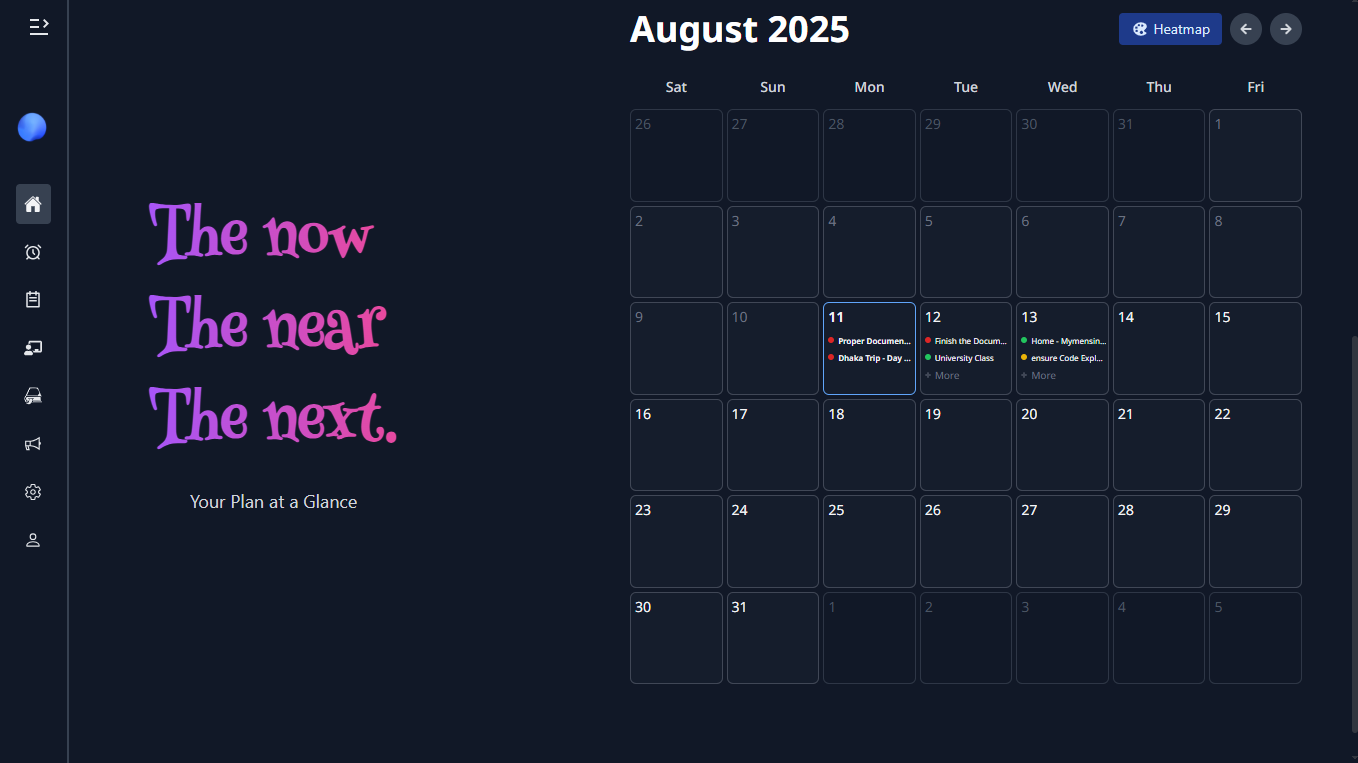 August 2025
Heatmap
Sat Sun Mon Tue Wed Thu Fri
26 27 28 29 30 31 1
2 3 4 5 6 7 8
9 10 11 12 13 14 15
Proper Documen... Finish the Docum... Home - Mymensin...
Dhaka Trip - Day ... University Class ensure Code Expl...
+ More + More
16 17 18 19 20 21 22
23 24 25 26 27 28 29
30 31 1 2 3 4 5
The now
The near
The next.
Your Plan at a Glance